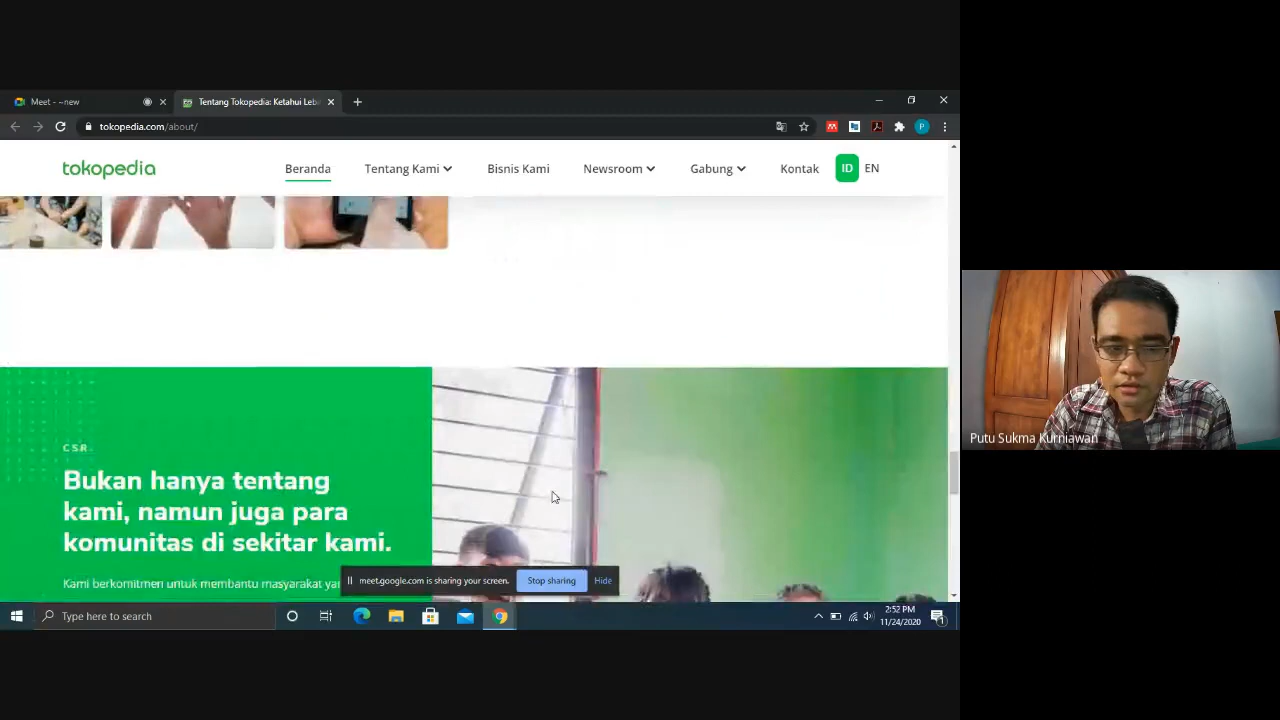 Meet - ~new
Tentang Tokopedia: Ketahui Lebi
tokopedia.com/about/
tokopedia
Beranda
Tentang Kami
Bisnis Kami
Newsroom
Gabung
Kontak
ID
EN
CSR
Bukan hanya tentang
kami, namun juga para
komunitas di sekitar kami.
Kami berkomitmen untuk membantu masyarakat yan
meet.google.com is sharing your screen.
Stop sharing
Hide
Type here to search
2:52 PM
11/24/2020
Putu Sukma Kurniawan